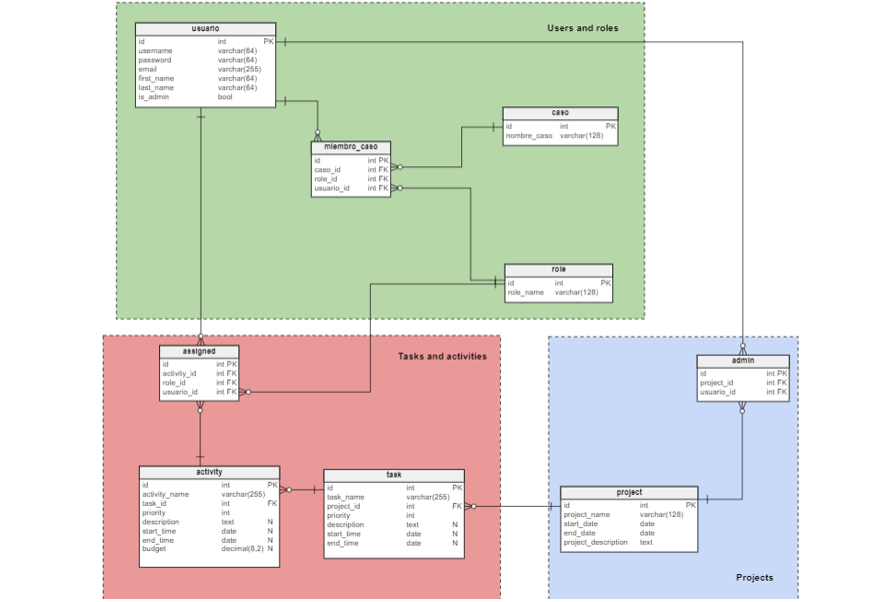 Users and roles
usuario
id int PK
username varchar(64)
password varchar(64)
email varchar(255)
first_name varchar(64)
last_name varchar(64)
is_admin bool
caso
id int PK
nombre_caso varchar(128)
miembro_caso
id int PK
caso_id int FK
role_id int FK
usuario_id int FK
role
id int PK
role_name varchar(128)
Tasks and activities
assigned
id int PK
activity_id int FK
role_id int FK
usuario_id int FK
admin
id int PK
project_id int FK
usuario_id int FK
activity
id int PK
activity_name varchar(255)
task_id int FK
priority int
description text N
start_time date N
end_time date N
budget decimal(8,2) N
task
id int PK
task_name varchar(255)
project_id int FK
priority int
description text N
start_time date N
end_time date N
project
id int PK
project_name varchar(128)
start_date date
end_date date
project_description text
Projects